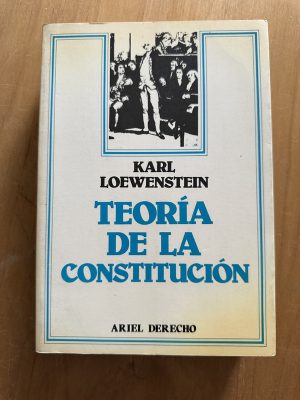 KARL
LOEWENSTEIN
TEORÍA
DE LA
CONSTITUCIÓN
ARIEL DERECHO